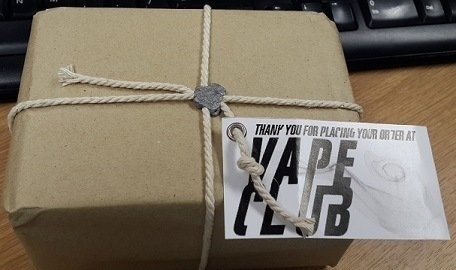 THANK YOU FOR PLACING YOUR ORDER AT
VAPE
CLUB